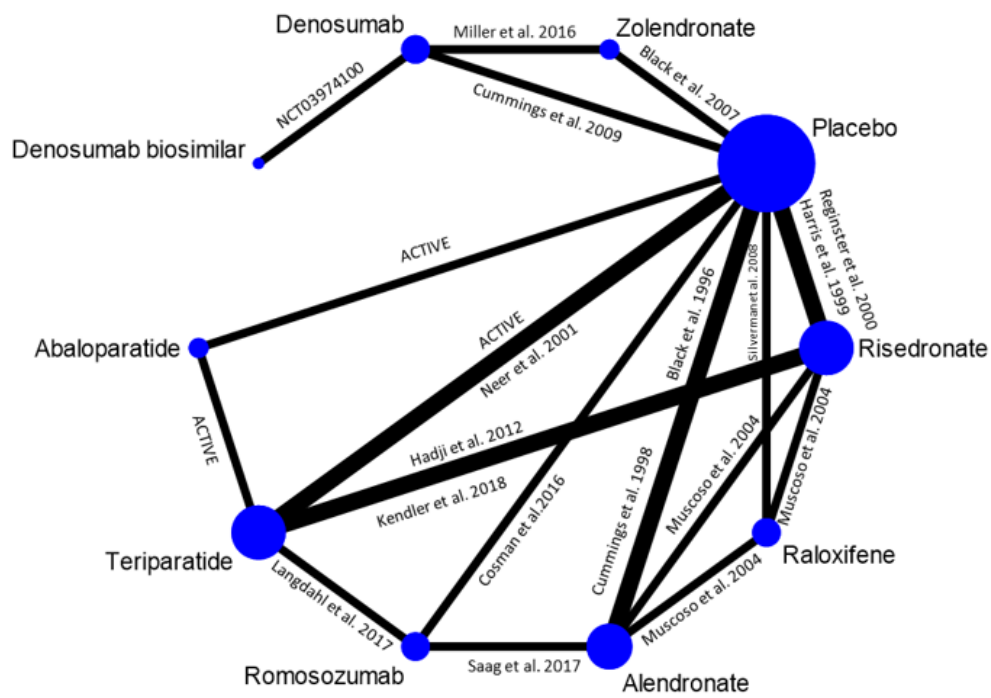 Denosumab
Miller et al. 2016
Zolendronate
Black et al. 2007
NCT03974100
Cummings et al. 2009
Placebo
Denosumab biosimilar
Reginster et al. 2000
Harris et al. 1999
ACTIVE
Silvermanet al. 2008
Black et al. 1996
ACTIVE
Neer et al. 2001
Abaloparatide
Risedronate
ACTIVE
Hadji et al. 2012
Kendler et al. 2018
Muscoso et al. 2004
Muscoso et al. 2004
Cosman et al.2016
Cummings et al. 1998
Teriparatide
Raloxifene
Langdahl et al. 2017
Muscoso et al. 2004
Romosozumab
Saag et al. 2017
Alendronate